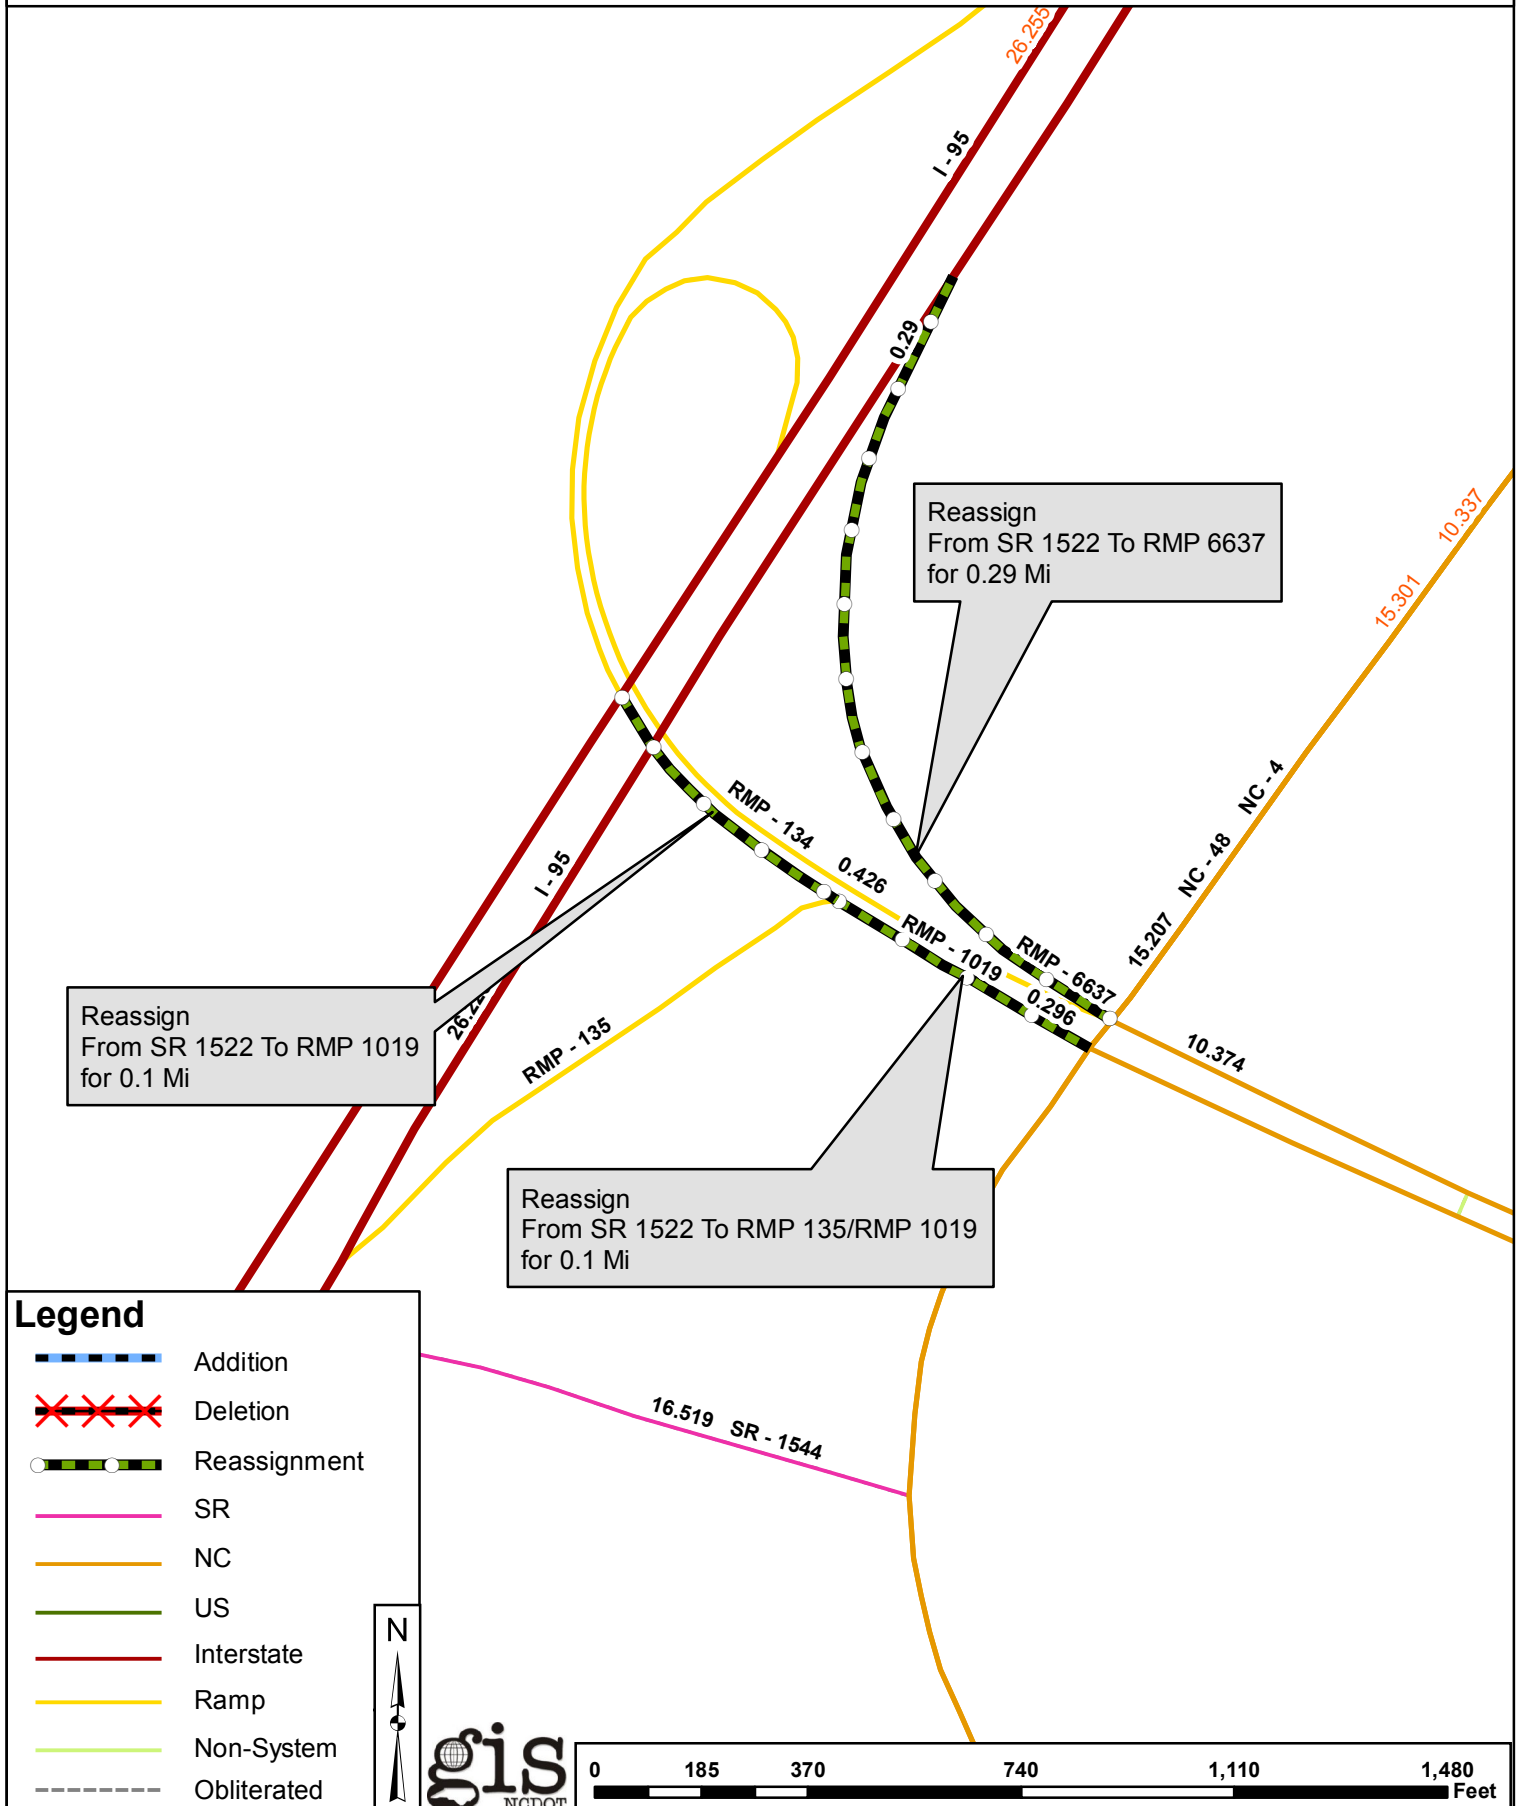 26.255
I - 95
0.29
10.337
Reassign
From SR 1522 To RMP 6637
for 0.29 Mi
15.301
NC - 4
RMP - 134
NC - 48
0.426
I - 95
15.207
RMP - 1019
RMP - 6637
0.296
Reassign
From SR 1522 To RMP 1019
for 0.1 Mi
RMP - 135
10.374
Reassign
From SR 1522 To RMP 135/RMP 1019
for 0.1 Mi
Legend
Addition
Deletion
Reassignment
SR
NC
US
Interstate
Ramp
Non-System
Obliterated
16.519 SR - 1544
N
gis
NCDOT
0 185 370 740 1,110 1,480
Feet